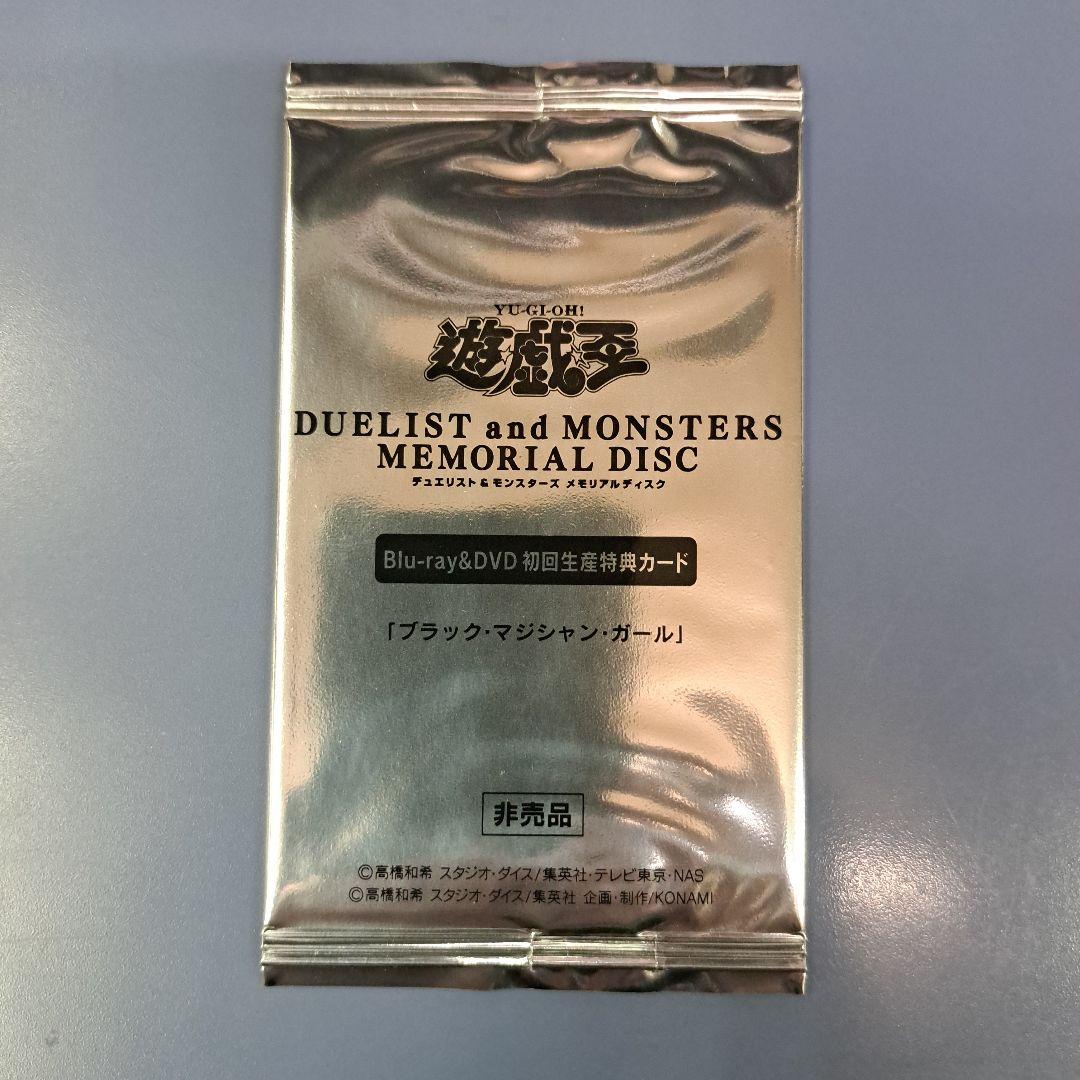 YU-GI-OH!
遊☆戯☆王
DUELIST and MONSTERS
MEMORIAL DISC
デュエリスト&モンスターズ メモリアルディスク
Blu-ray&DVD 初回生産特典カード
「ブラック・マジシャン・ガール」
非売品
©高橋和希 スタジオ・ダイス/集英社・テレビ東京・NAS
©高橋和希 スタジオ・ダイス/集英社 企画・制作/KONAMI